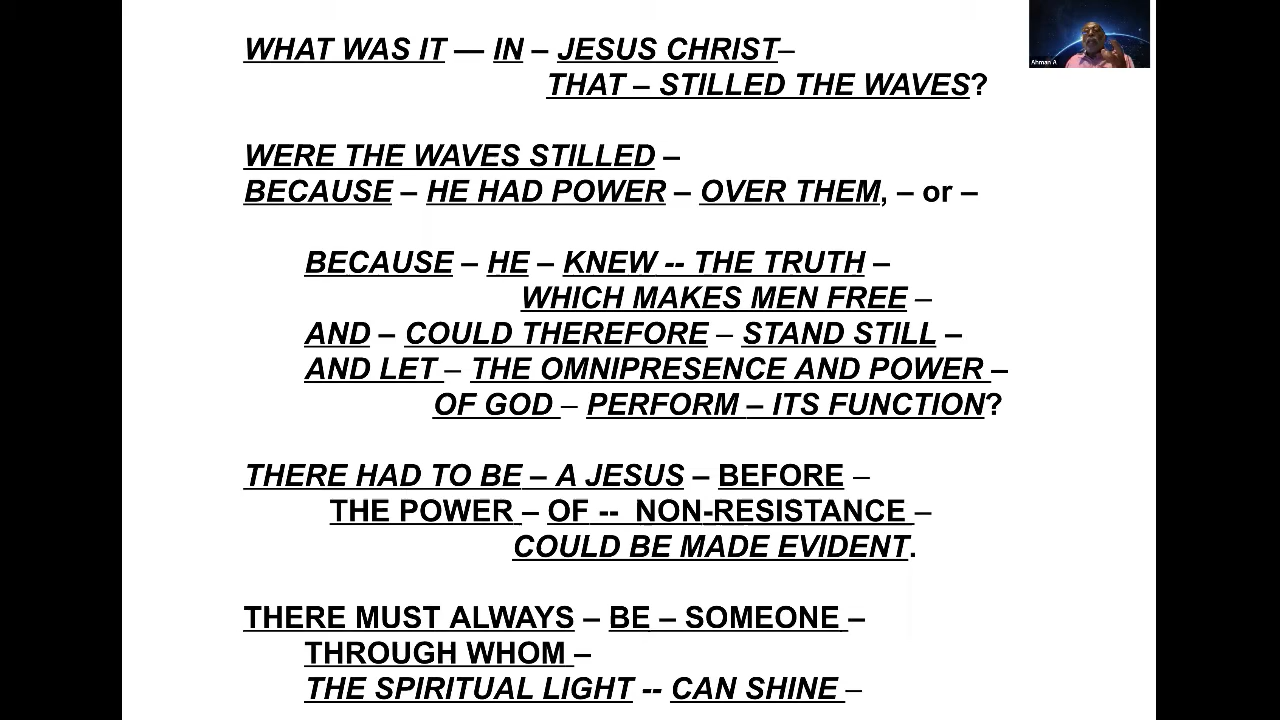 WHAT WAS IT — IN – JESUS CHRIST–
THAT – STILLED THE WAVES?
WERE THE WAVES STILLED –
BECAUSE – HE HAD POWER – OVER THEM, – or –
BECAUSE – HE – KNEW -- THE TRUTH –
WHICH MAKES MEN FREE –
AND – COULD THEREFORE – STAND STILL –
AND LET – THE OMNIPRESENCE AND POWER –
OF GOD – PERFORM – ITS FUNCTION?
THERE HAD TO BE – A JESUS – BEFORE –
THE POWER – OF -- NON-RESISTANCE –
COULD BE MADE EVIDENT.
THERE MUST ALWAYS – BE – SOMEONE –
THROUGH WHOM –
THE SPIRITUAL LIGHT -- CAN SHINE –
Ahman A